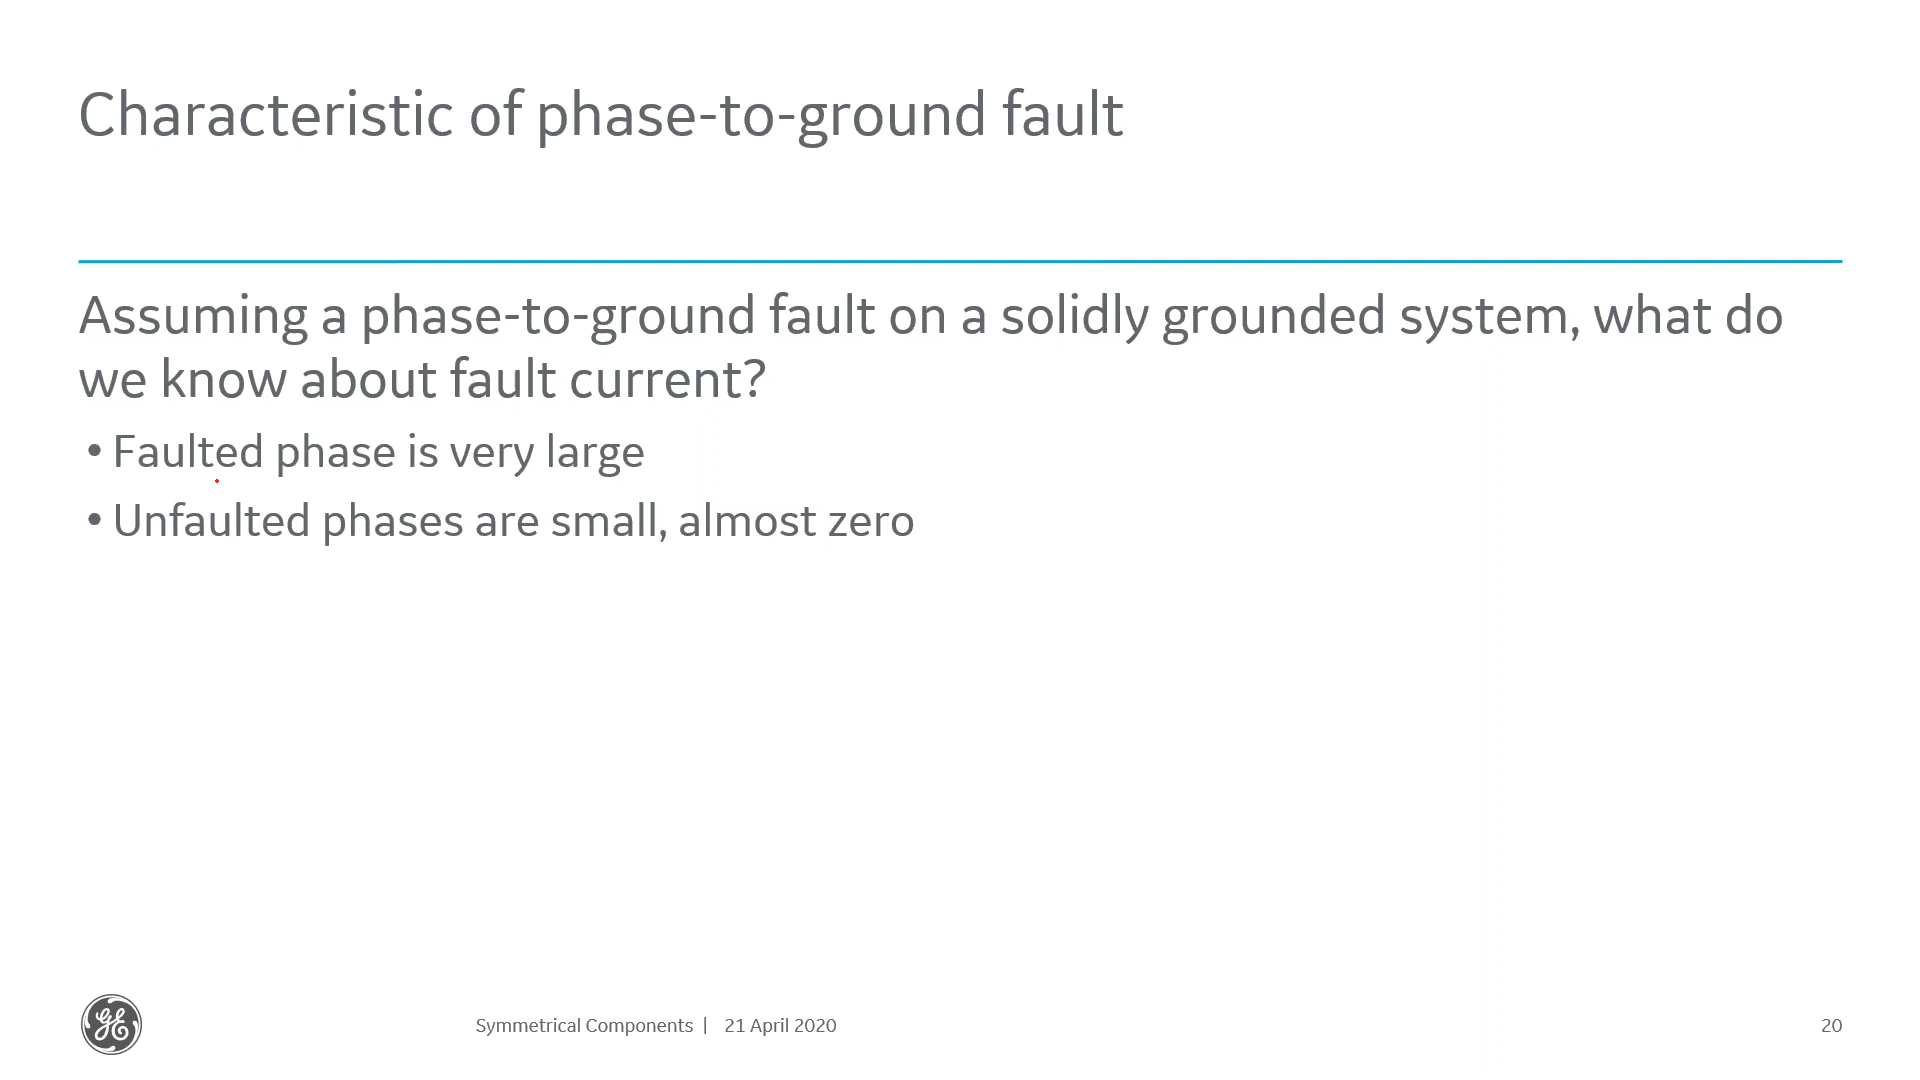 Characteristic of phase-to-ground fault
Assuming a phase-to-ground fault on a solidly grounded system, what do
we know about fault current?
• Faulted phase is very large
• Unfaulted phases are small, almost zero
GE
Symmetrical Components | 21 April 2020
20